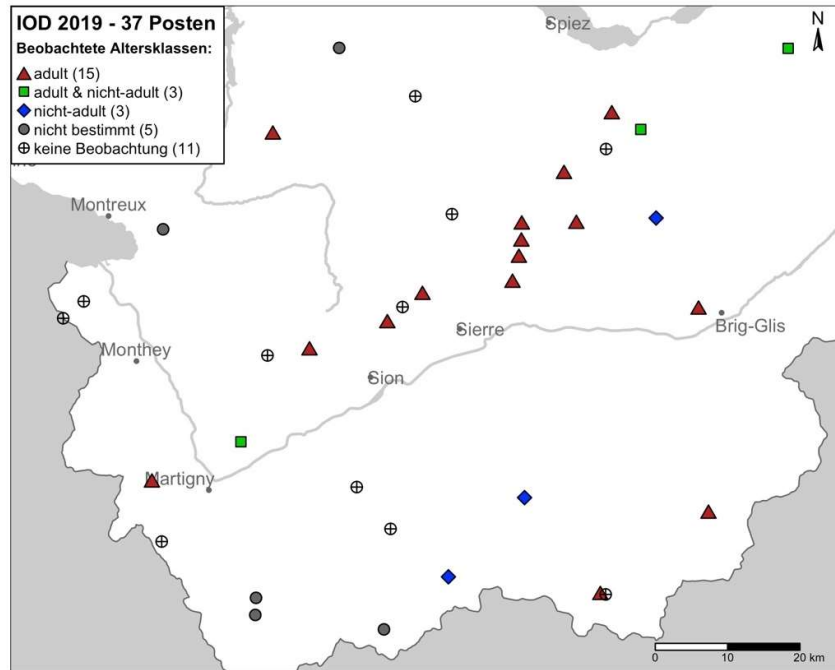 IOD 2019 - 37 Posten
Beobachtete Altersklassen:
adult (15)
adult & nicht-adult (3)
nicht-adult (3)
nicht bestimmt (5)
keine Beobachtung (11)
Spiez
N
Montreux
Monthey
Sion
Sierre
Brig-Glis
Martigny
0 10 20 km